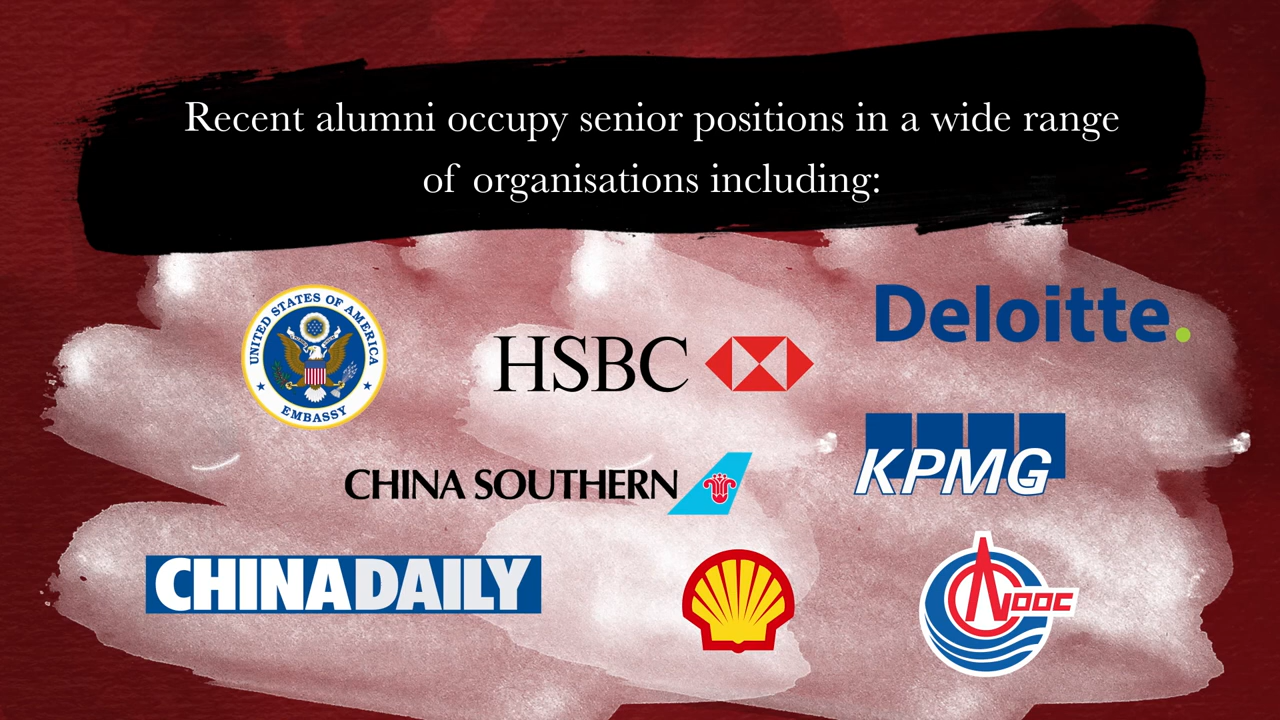 Recent alumni occupy senior positions in a wide range
of organisations including:
UNITED STATES OF AMERICA
EMBASSY
HSBC
Deloitte.
KPMG
CHINA SOUTHERN
CHINADAILY
CNOOC